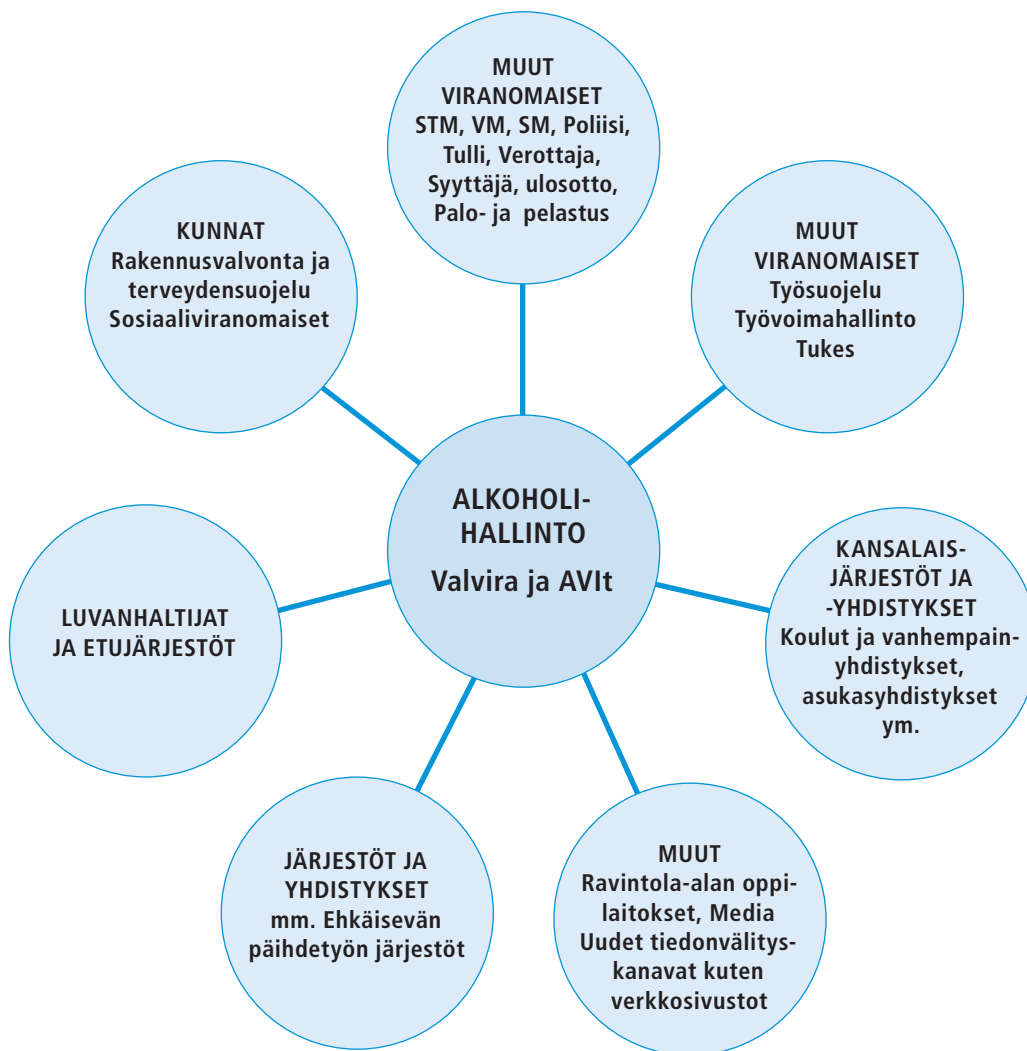 MUUT
VIRANOMAISET
STM, VM, SM, Poliisi,
Tulli, Verottaja,
Syyttäjä, ulosotto,
Palo- ja pelastus
KUNNAT
Rakennusvalvonta ja
terveydensuojelu
Sosiaaliviranomaiset
MUUT
VIRANOMAISET
Työsuojelu
Työvoimahallinto
Tukes
ALKOHOLI-
HALLINTO
Valvira ja AVIt
LUVANHALTIJAT
JA ETUJÄRJESTÖT
KANSALAIS-
JÄRJESTÖT JA
-YHDISTYKSET
Koulut ja vanhempain-
yhdistykset,
asukasyhdistykset
ym.
JÄRJESTÖT JA
YHDISTYKSET
mm. Ehkäisevän
päihdetyön järjestöt
MUUT
Ravintola-alan oppi-
laitokset, Media
Uudet tiedonvälitys-
kanavat kuten
verkkosivustot